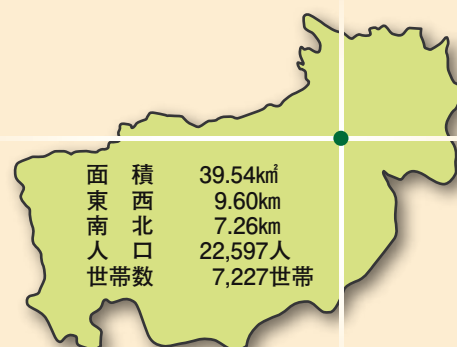 面　積　39.54k㎡
東　西　9.60km
南　北　7.26km
人　口　22,597人
世帯数　7,227世帯